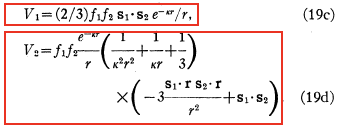 V₁=(2/3)f₁f₂ s₁·s₂ e^{-κr}/r, (19c)
V₂=f₁f₂ e^{-κr}/r (1/κ²r² + 1/κr + 1/3)
×(-3 s₁·r s₂·r/r² + s₁·s₂) (19d)